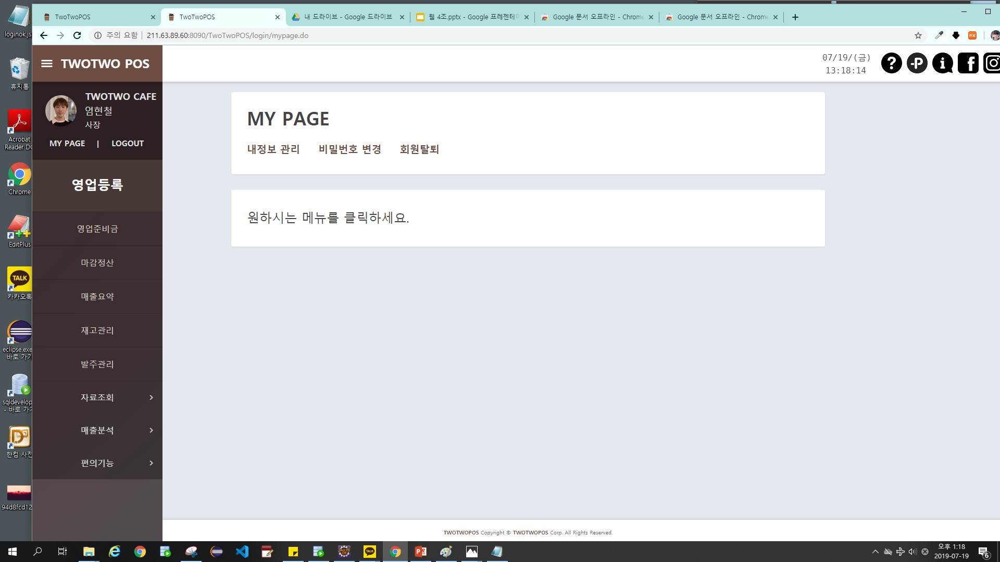 TwoTwoPOS
TwoTwoPOS
내 드라이브 - Google 드라이브
웹 4조.pptx - Google 프레젠테이
Google 문서 오프라인 - Chrome
Google 문서 오프라인 - Chrome
주의 요함
211.63.89.60:8090/TwoTwoPOS/login/mypage.do
TWOTWO POS
07/19/(금)
13:18:14
TWOTWO CAFE
엄현철
사장
MY PAGE | LOGOUT
영업등록
영업준비금
마감정산
매출요약
재고관리
발주관리
자료조회
매출분석
편의기능
MY PAGE
내정보 관리 비밀번호 변경 회원탈퇴
원하시는 메뉴를 클릭하세요.
TWOTWOPOS Copyright © TWOTWOPOS Corp. All Rights Reserved.
loginok.js
휴지통
Acrobat
Reader DC
Chrome
EditPlus
TALK
카카오톡
eclipse.exe
바로 가기
sqldevelop
- 바로 가기
한컴 사전
94d8fcd12
TALK
오후 1:18
2019-07-19
6